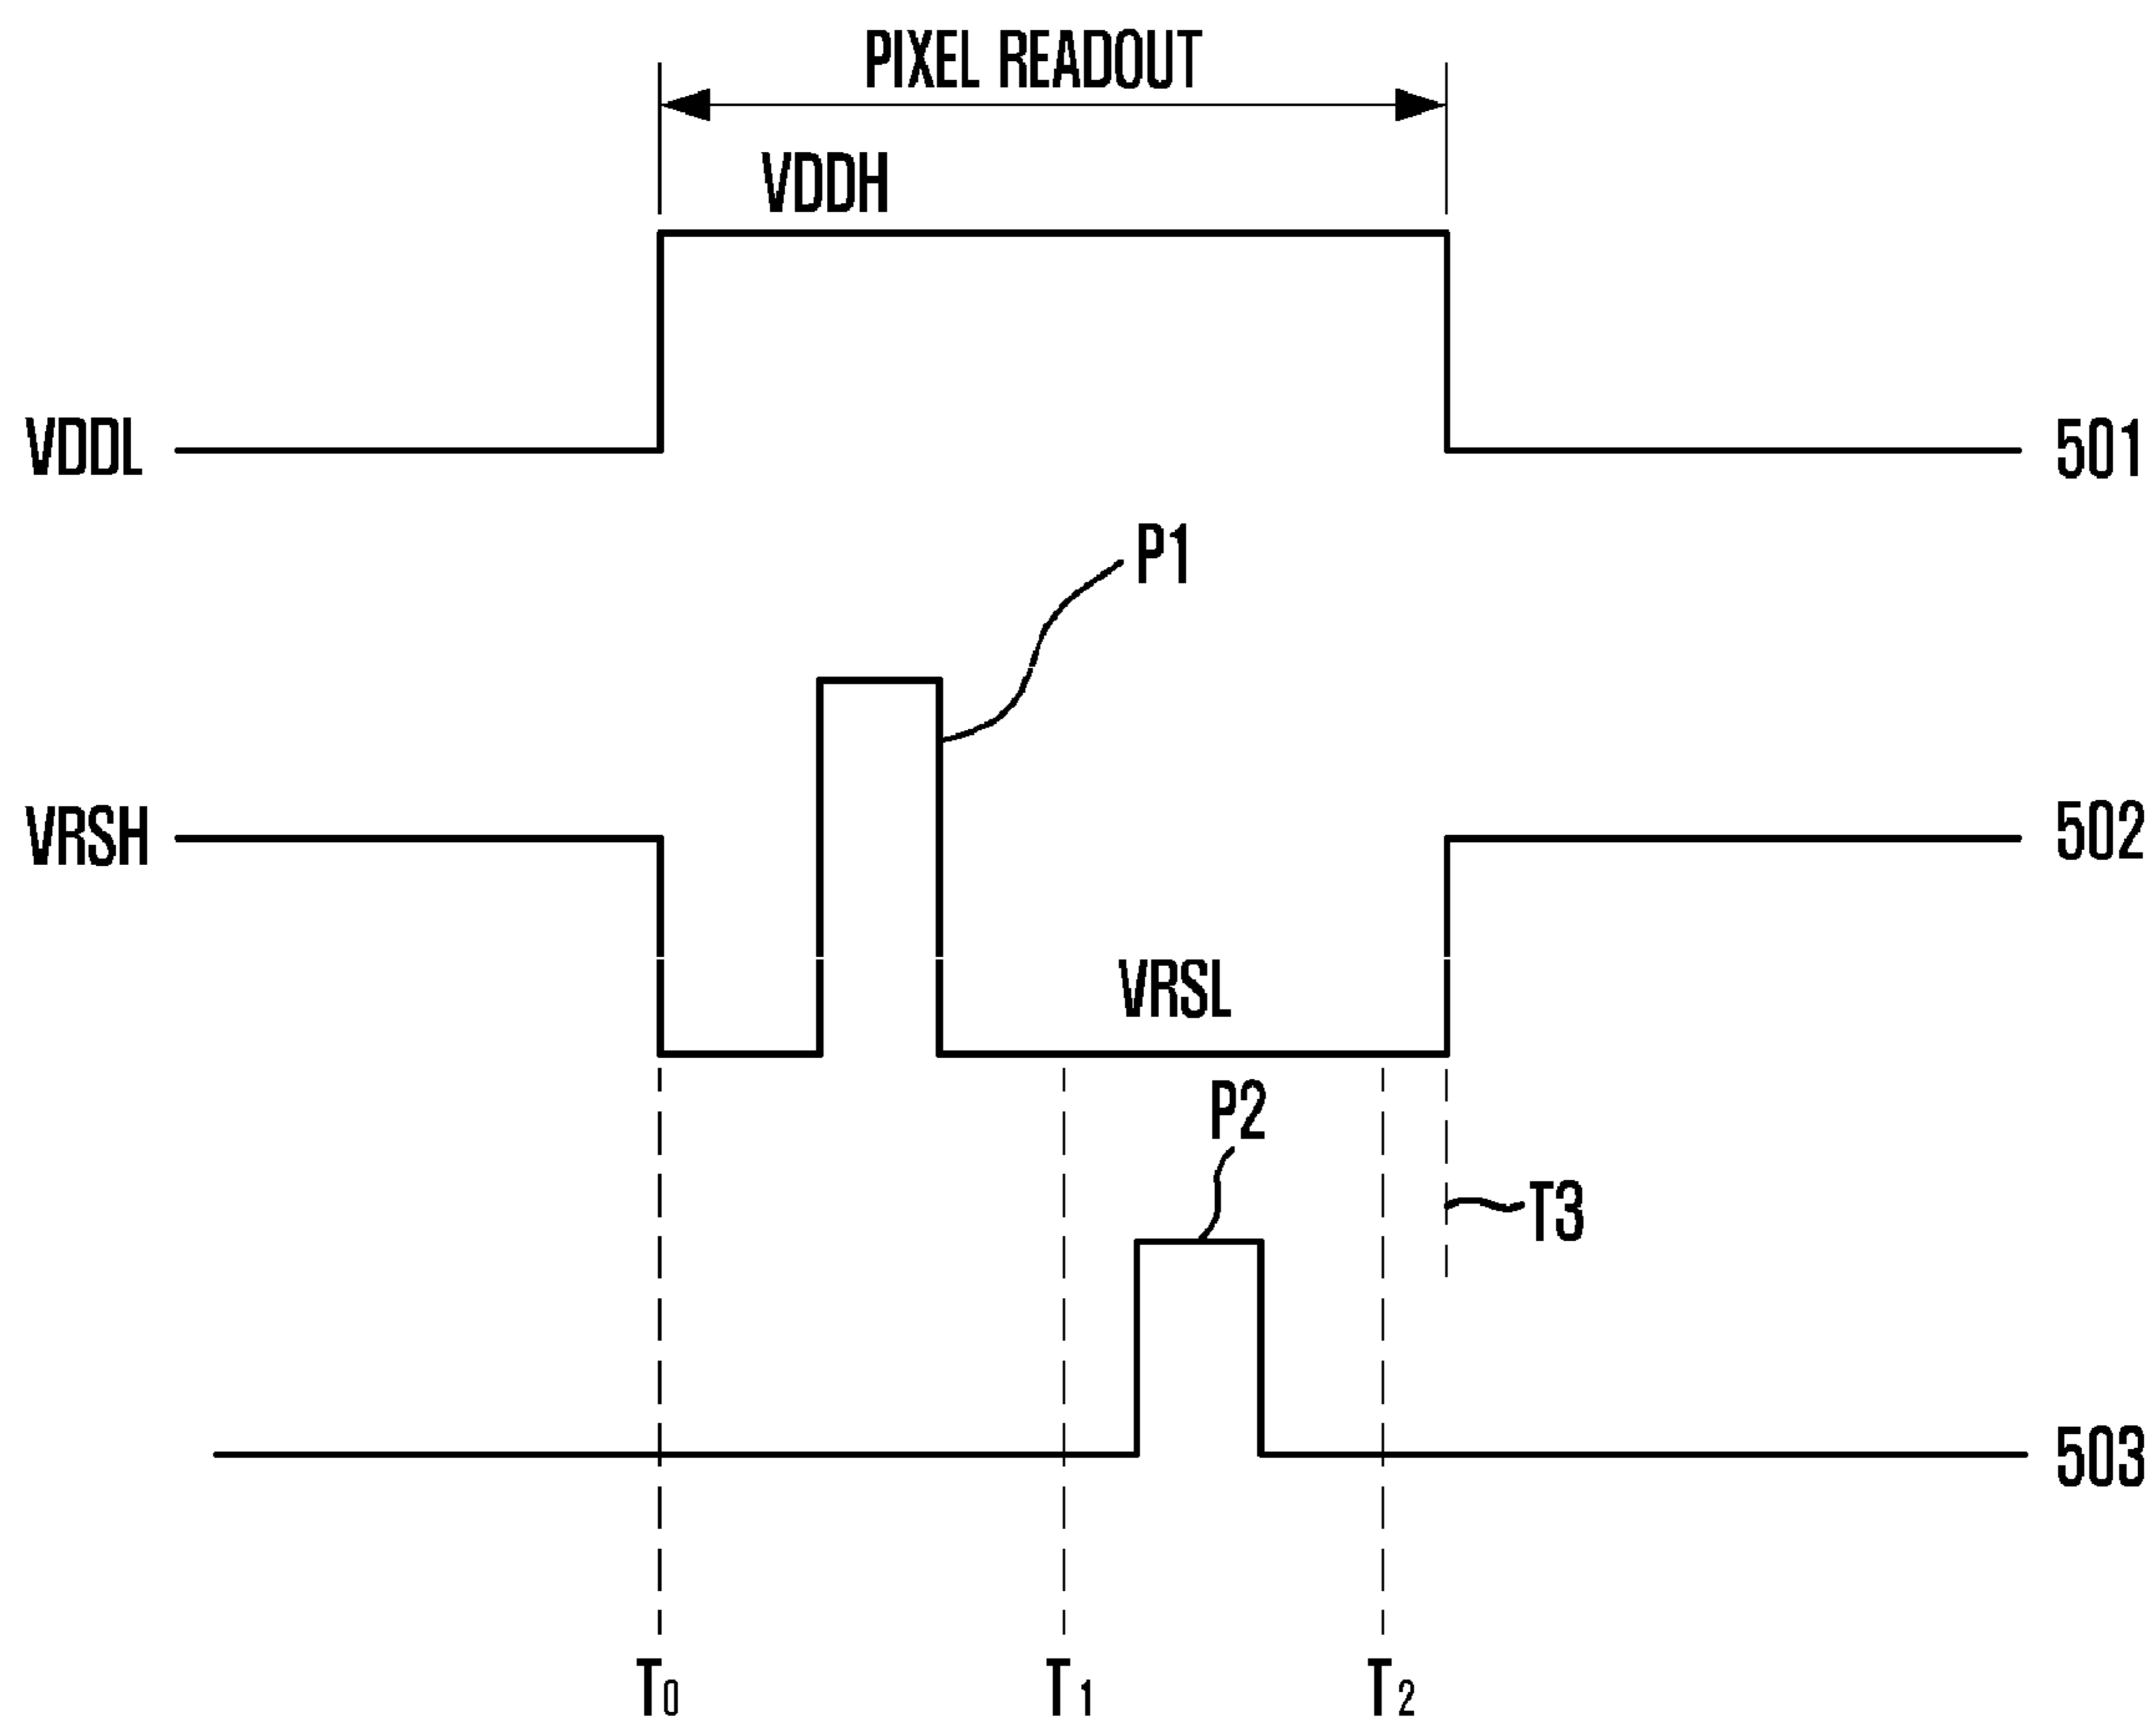 PIXEL READOUT
VDDH
VDDL
501
P1
VRSH
502
VRSL
P2
T3
503
T0
T1
T2